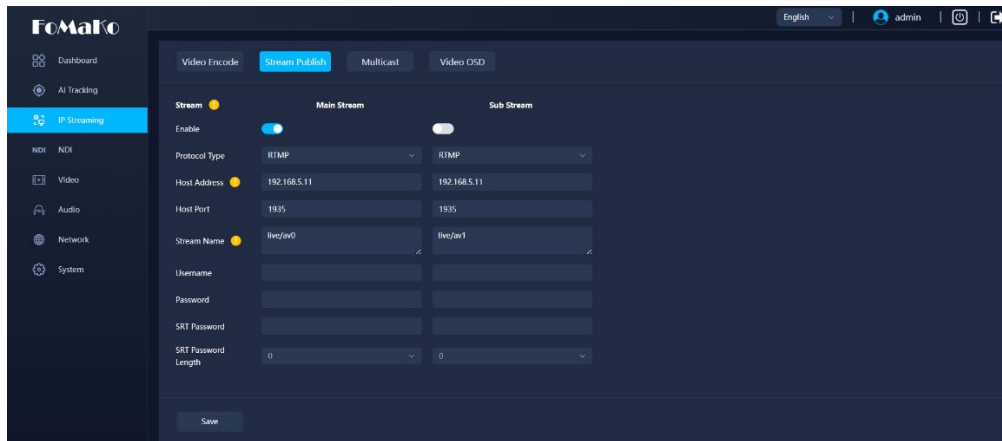 FoMaKo
English
admin
Dashboard
AI Tracking
IP Streaming
NDI NDI
Video
Audio
Network
System
Video Encode Stream Publish Multicast Video OSD
Stream Main Stream Sub Stream
Enable
Protocol Type RTMP RTMP
Host Address 192.168.5.11 192.168.5.11
Host Port 1935 1935
Stream Name live/av0 live/av1
Username
Password
SRT Password
SRT Password
Length 0 0
Save